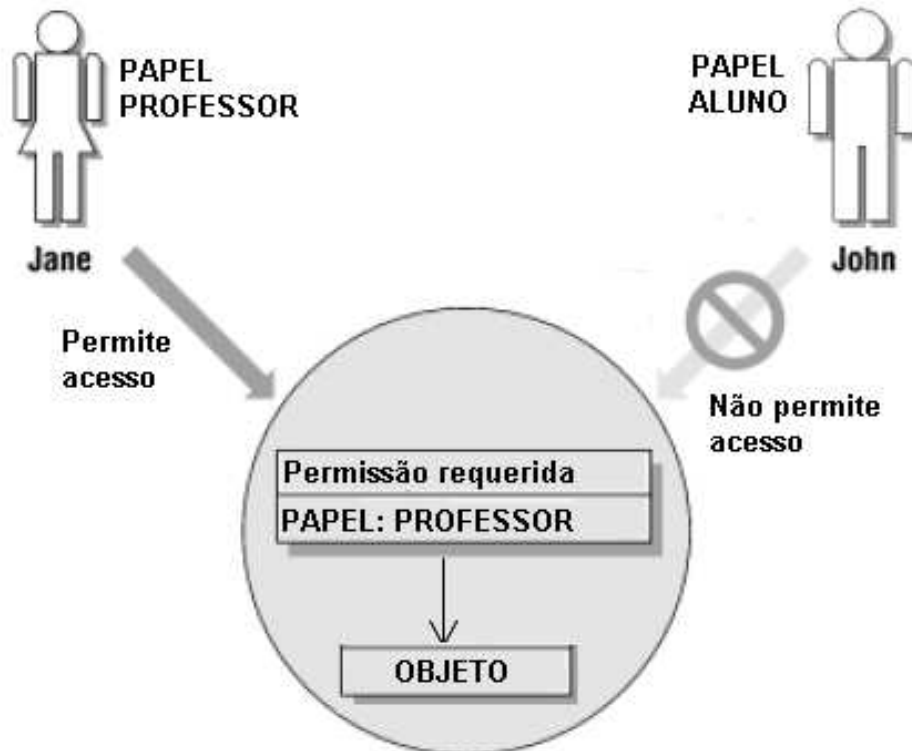 PAPEL
PROFESSOR
Jane
PAPEL
ALUNO
John
Permite
acesso
Não permite
acesso
Permissão requerida
PAPEL: PROFESSOR
OBJETO